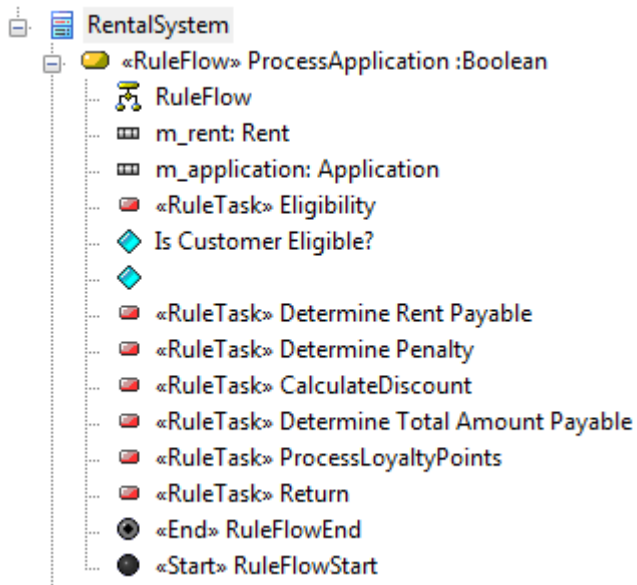 RentalSystem
«RuleFlow» ProcessApplication :Boolean
RuleFlow
m_rent: Rent
m_application: Application
«RuleTask» Eligibility
Is Customer Eligible?
«RuleTask» Determine Rent Payable
«RuleTask» Determine Penalty
«RuleTask» CalculateDiscount
«RuleTask» Determine Total Amount Payable
«RuleTask» ProcessLoyaltyPoints
«RuleTask» Return
«End» RuleFlowEnd
«Start» RuleFlowStart